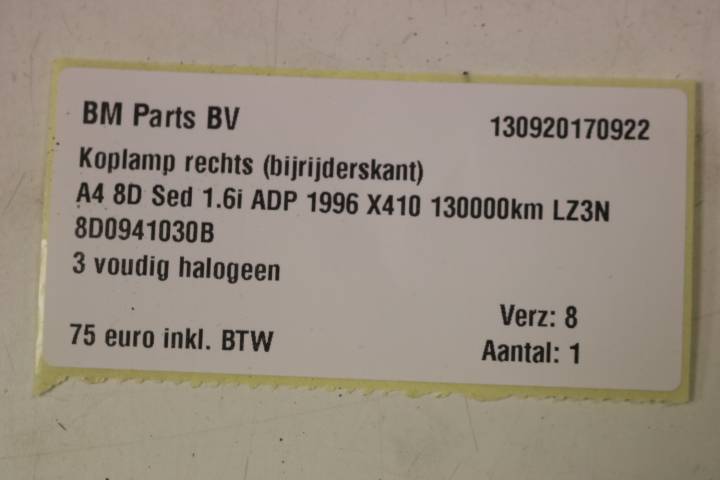 BM Parts BV 130920170922
Koplamp rechts (bijrijderskant)
A4 8D Sed 1.6i ADP 1996 X410 130000km LZ3N
8D0941030B
3 voudig halogeen
Verz: 8
75 euro inkl. BTW Aantal: 1